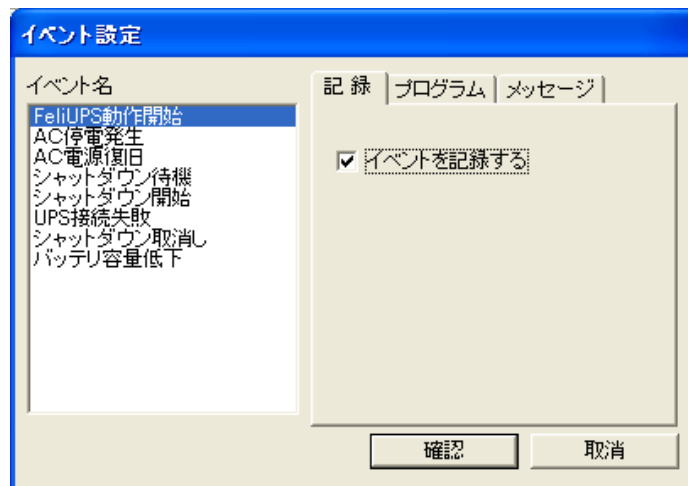 イベント設定
イベント名
FeliUPS動作開始
AC停電発生
AC電源復旧
シャットダウン待機
シャットダウン開始
UPS接続失敗
シャットダウン取消し
バッテリ容量低下
記録 プログラム メッセージ
イベントを記録する
確認 取消